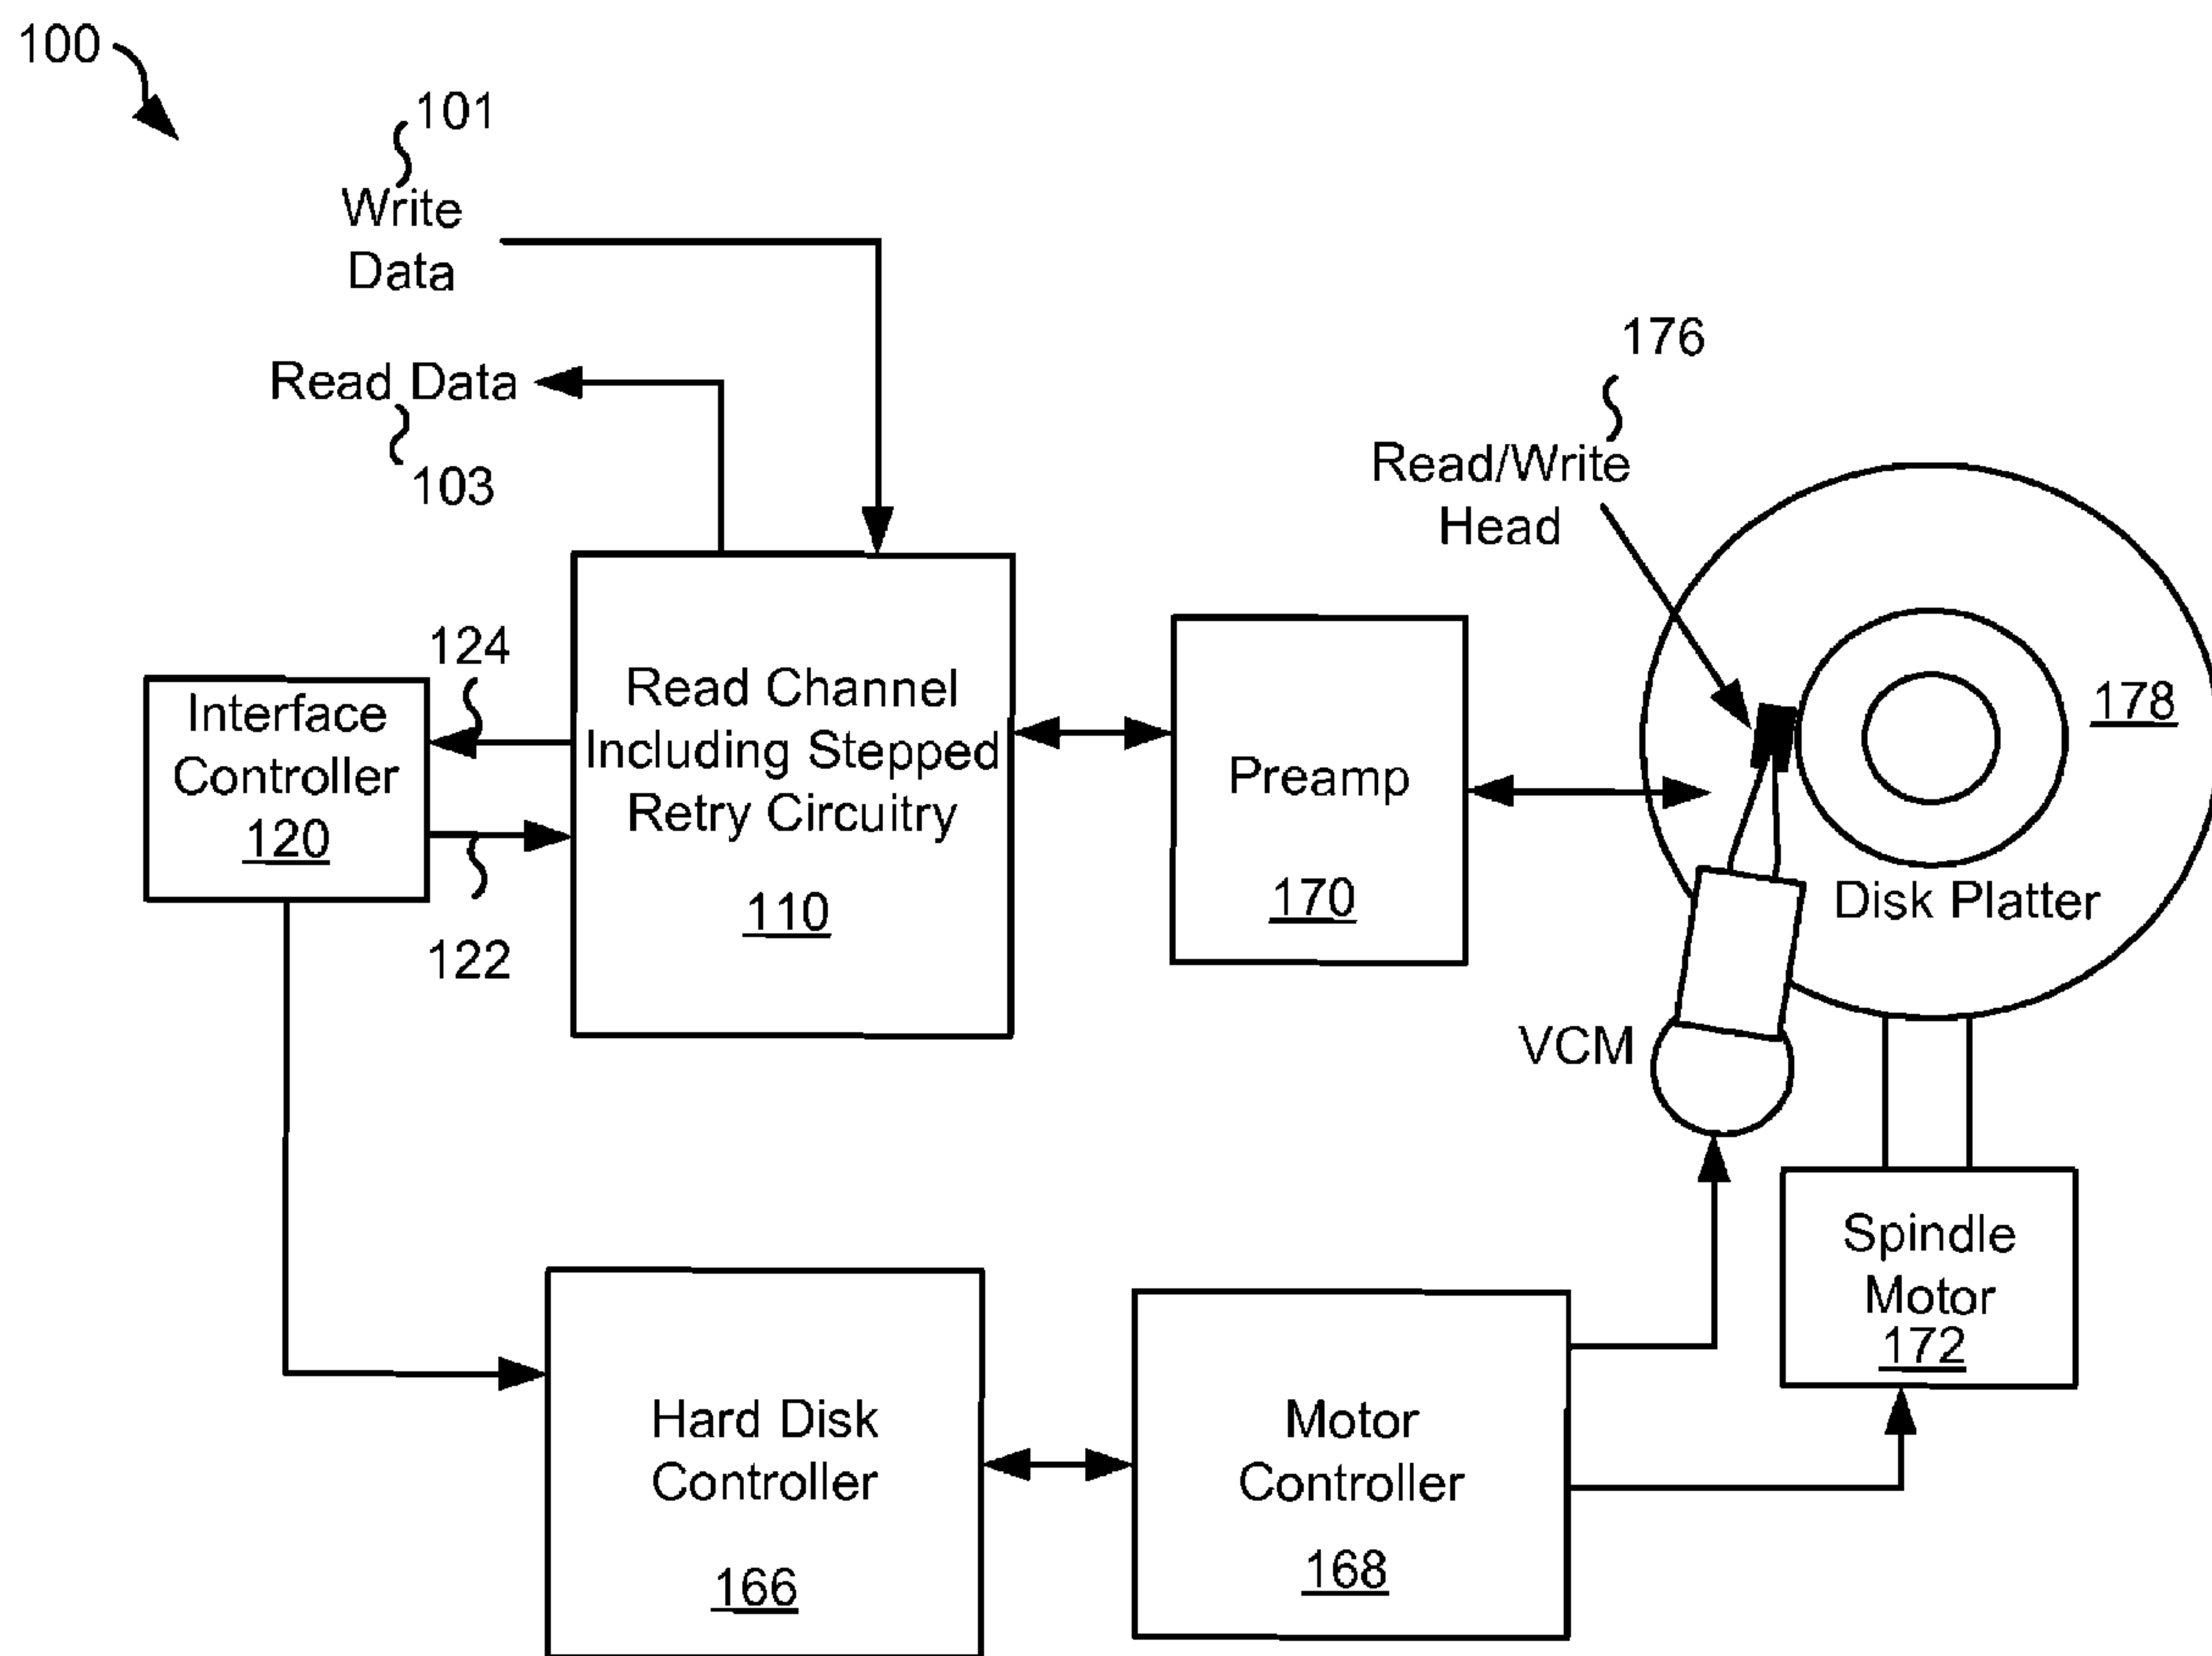 100
101
Write
Data
Read Data
103
176
Read/Write
Head
124
Interface
Controller
120
122
Read Channel
Including Stepped
Retry Circuitry
110
Preamp
170
178
Disk Platter
VCM
Spindle
Motor
172
Hard Disk
Controller
166
Motor
Controller
168